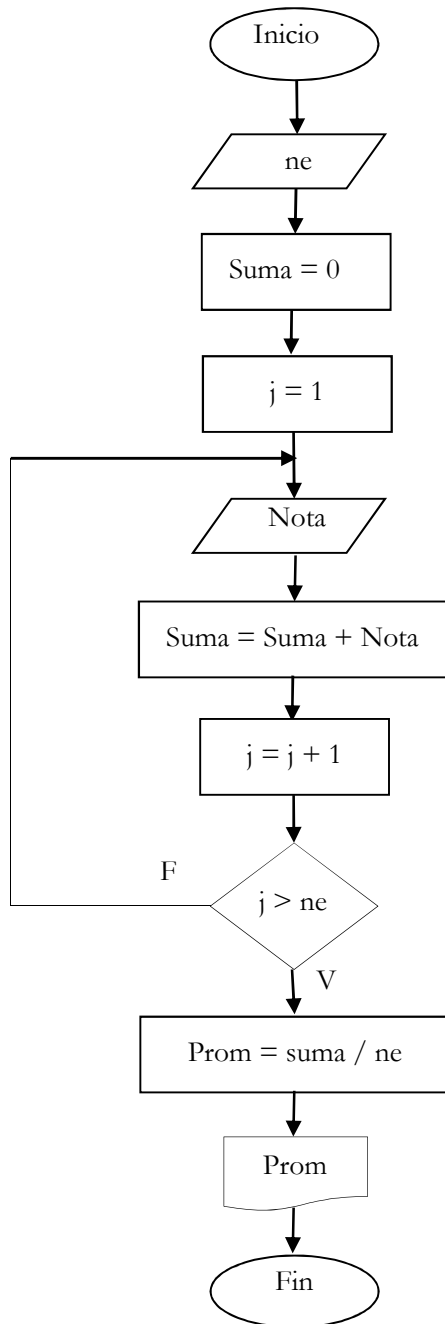 Inicio
ne
Suma = 0
j = 1
Nota
Suma = Suma + Nota
j = j + 1
F
j > ne
V
Prom = suma / ne
Prom
Fin